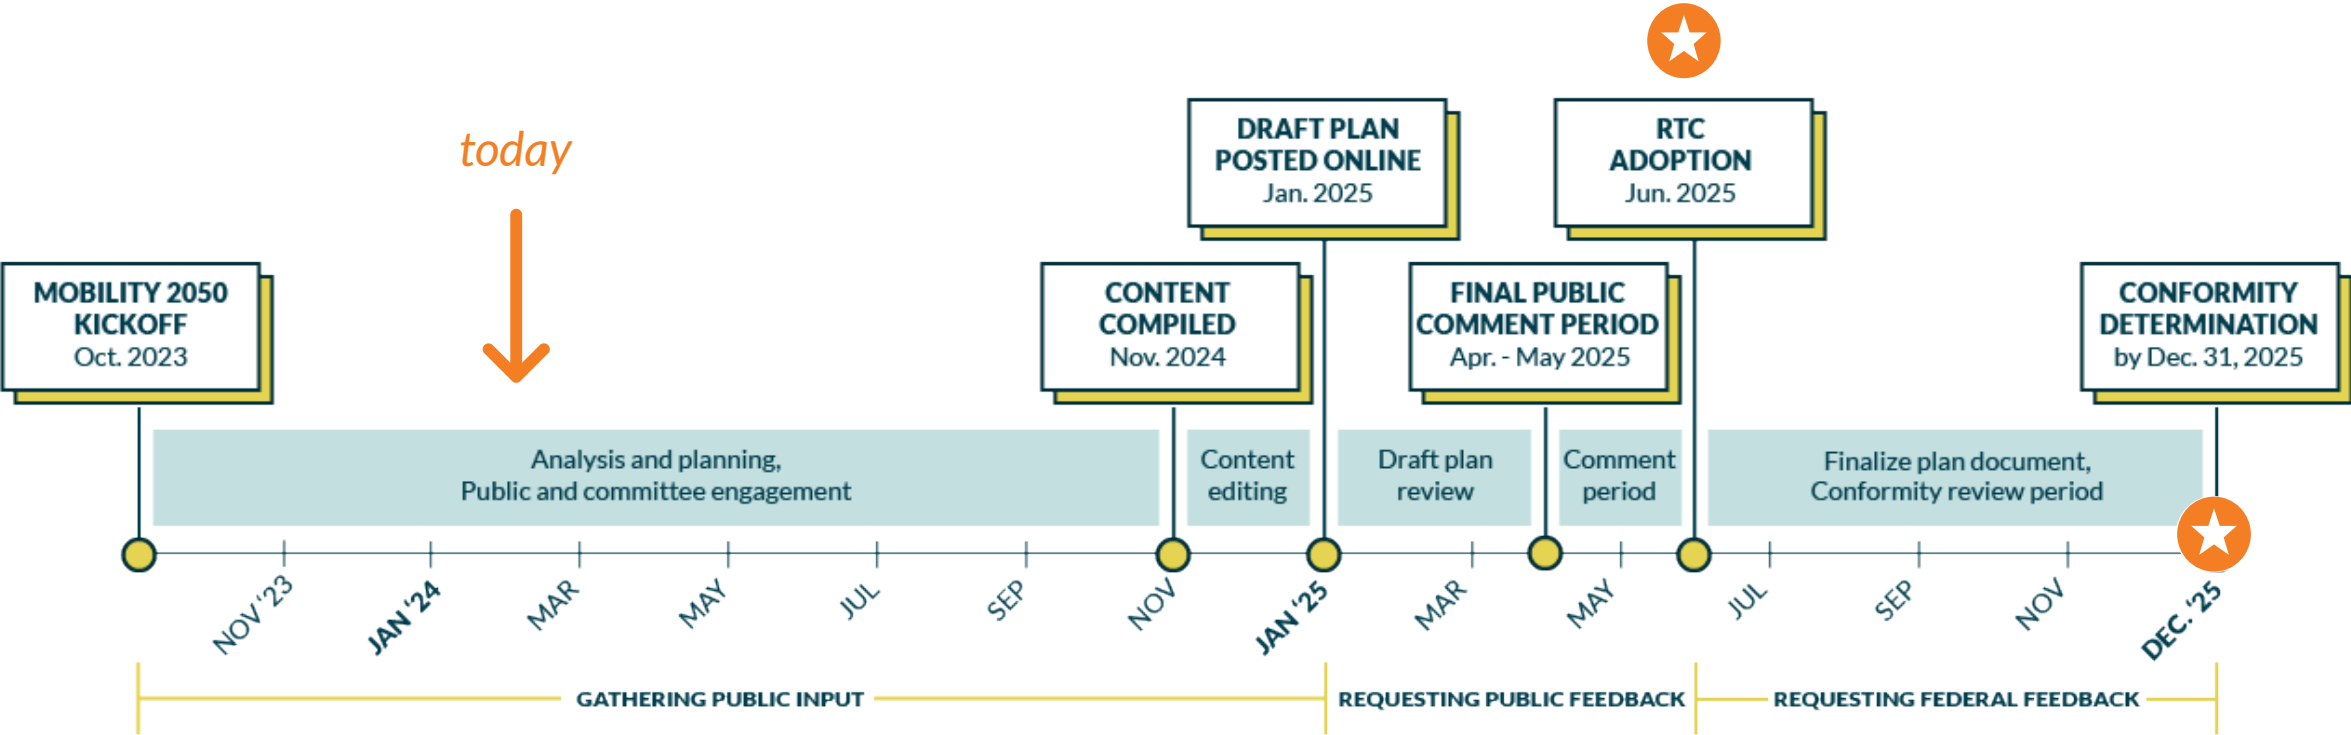 today
DRAFT PLAN
POSTED ONLINE
Jan. 2025
RTC
ADOPTION
Jun. 2025
MOBILITY 2050
KICKOFF
Oct. 2023
CONTENT
COMPILED
Nov. 2024
FINAL PUBLIC
COMMENT PERIOD
Apr. - May 2025
CONFORMITY
DETERMINATION
by Dec. 31, 2025
Analysis and planning,
Public and committee engagement
Content
editing
Draft plan
review
Comment
period
Finalize plan document,
Conformity review period
NOV ‘23
JAN ‘24
MAR
MAY
JUL
SEP
NOV
JAN ‘25
MAR
MAY
JUL
SEP
NOV
DEC. ‘25
GATHERING PUBLIC INPUT
REQUESTING PUBLIC FEEDBACK
REQUESTING FEDERAL FEEDBACK